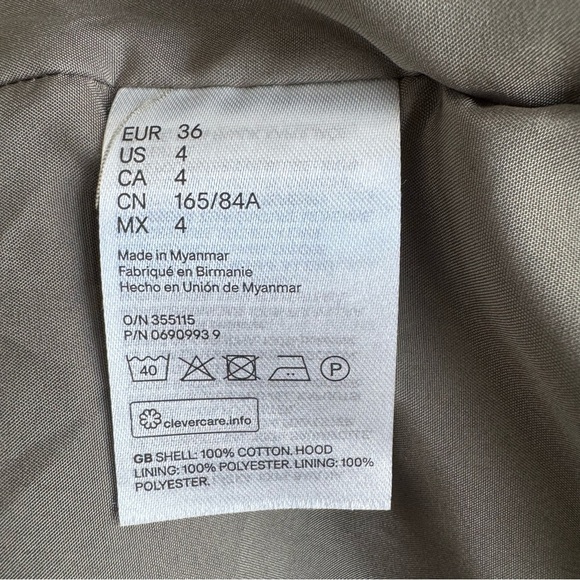 EUR 36
US 4
CA 4
CN 165/84A
MX 4
Made in Myanmar
Fabriqué en Birmanie
Hecho en Unión de Myanmar
O/N 355115
P/N 0690993 9
40
P
clevercare.info
GB SHELL: 100% COTTON. HOOD
LINING: 100% POLYESTER. LINING: 100%
POLYESTER.